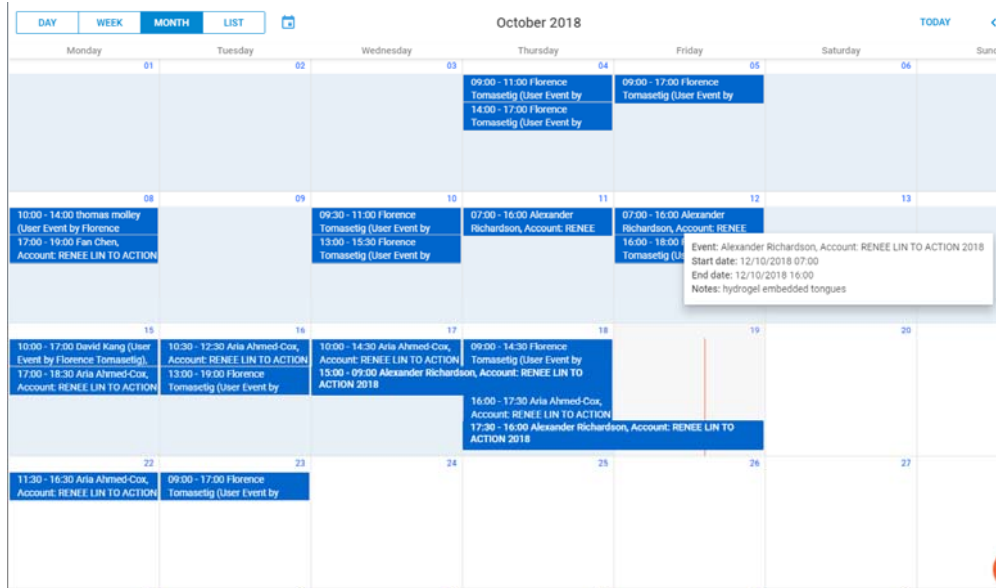 DAY WEEK MONTH LIST October 2018 TODAY
Monday Tuesday Wednesday Thursday Friday Saturday
01 02 03 04 05 06
09:00 - 11:00 Florence
Tomasetig (User Event by
14:00 - 17:00 Florence
Tomasetig (User Event by
09:00 - 17:00 Florence
Tomasetig (User Event by
08 09 10 11 12 13
10:00 - 14:00 thomas molley
(User Event by Florence
17:00 - 19:00 Fan Chen,
Account: RENEE LIN TO ACTION
09:30 - 11:00 Florence
Tomasetig (User Event by
13:00 - 15:30 Florence
Tomasetig (User Event by
07:00 - 16:00 Alexander
Richardson, Account: RENEE
07:00 - 16:00 Alexander
Richardson, Account: RENEE
16:00 - 18:00
Tomasetig
Event: Alexander Richardson, Account: RENEE LIN TO ACTION 2018
Start date: 12/10/2018 07:00
End date: 12/10/2018 16:00
Notes: hydrogel embedded tongues
15 16 17 18 19 20
10:00 - 17:00 David Kang (User
Event by Florence Tomasetig),
17:00 - 18:30 Aria Ahmed-Cox,
Account: RENEE LIN TO ACTION
10:30 - 12:30 Aria Ahmed-Cox,
Account: RENEE LIN TO ACTION
13:00 - 19:00 Florence
Tomasetig (User Event by
10:00 - 14:30 Aria Ahmed-Cox,
Account: RENEE LIN TO ACTION
09:00 - 14:30 Florence
Tomasetig (User Event by
15:00 - 09:00 Alexander Richardson, Account: RENEE LIN TO
ACTION 2018
16:00 - 17:30 Aria Ahmed-Cox,
Account: RENEE LIN TO ACTION
17:30 - 16:00 Alexander Richardson, Account: RENEE LIN TO
ACTION 2018
22 23 24 25 26 27
11:30 - 16:30 Aria Ahmed-Cox,
Account: RENEE LIN TO ACTION
09:00 - 17:00 Florence
Tomasetig (User Event by